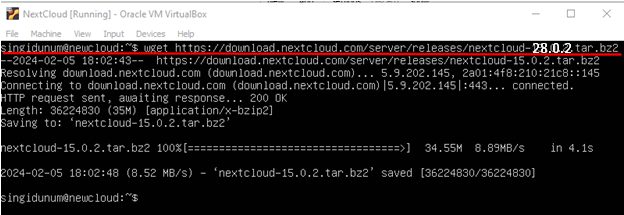 NextCloud [Running] - Oracle VM VirtualBox
File Machine View Input Devices Help
singidunum@newcloud:~$ wget https://download.nextcloud.com/server/releases/nextcloud-28.0.2.tar.bz2
--2024-02-05 18:02:43-- https://download.nextcloud.com/server/releases/nextcloud-15.0.2.tar.bz2
Resolving download.nextcloud.com (download.nextcloud.com)... 5.9.202.145, 2a01:4f8:210:21c8::145
Connecting to download.nextcloud.com (download.nextcloud.com)|5.9.202.145|:443... connected.
HTTP request sent, awaiting response... 200 OK
Length: 36224830 (35M) [application/x-bzip2]
Saving to: ‘nextcloud-15.0.2.tar.bz2’
nextcloud-15.0.2.tar.bz2 100%[===================================>] 34.55M 8.89MB/s in 4.1s
2024-02-05 18:02:48 (8.52 MB/s) - ‘nextcloud-15.0.2.tar.bz2’ saved [36224830/36224830]
singidunum@newcloud:~$